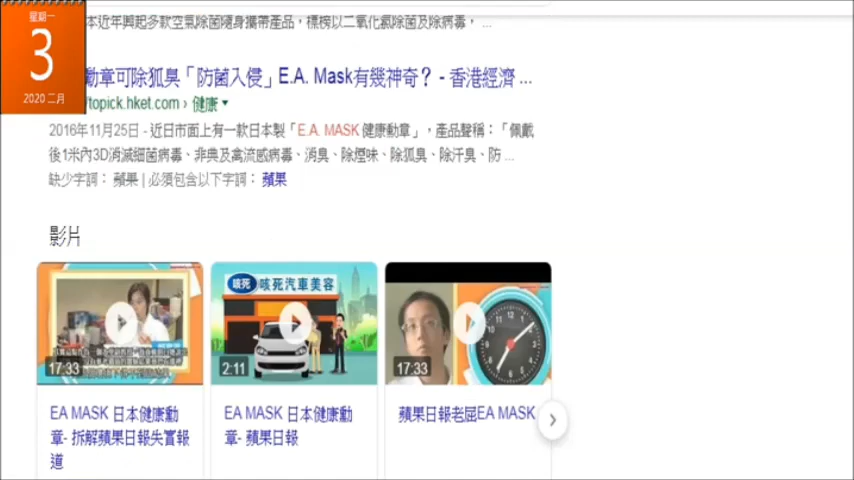 星期一
3
2020 二月
本近年興起多款空氣除菌隨身攜帶產品，標榜以二氧化氯除菌及除病毒， ...
勳章可除狐臭「防菌入侵」E.A. Mask有幾神奇？ - 香港經濟 ...
/topick.hket.com › 健康 ▾
2016年11月25日 - 近日市面上有一款日本製「E.A. MASK 健康勳章」，產品聲稱：「佩戴
後1米內3D消滅細菌病毒、非典及禽流感病毒、消臭、除煙味、除狐臭、除汗臭、防 ...
缺少字詞： 蘋果 | 必須包含以下字詞： 蘋果
影片
咳死 咳死汽車美容
17:33
2:11
17:33
EA MASK 日本健康勳
章- 拆解蘋果日報失實報
道
EA MASK 日本健康勳
章- 蘋果日報
蘋果日報老屈EA MASK